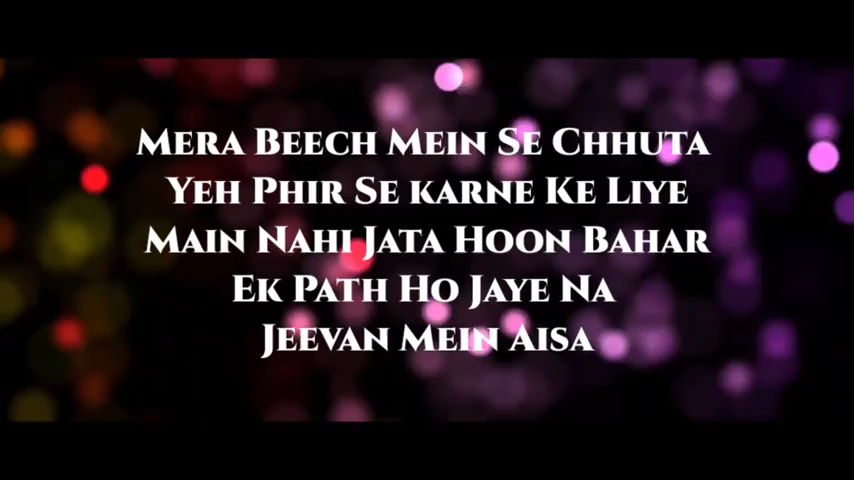 Mera Beech Mein Se Chhuta
Yeh Phir Se karne Ke Liye
Main Nahi Jata Hoon Bahar
Ek Path Ho Jaye Na
Jeevan Mein Aisa